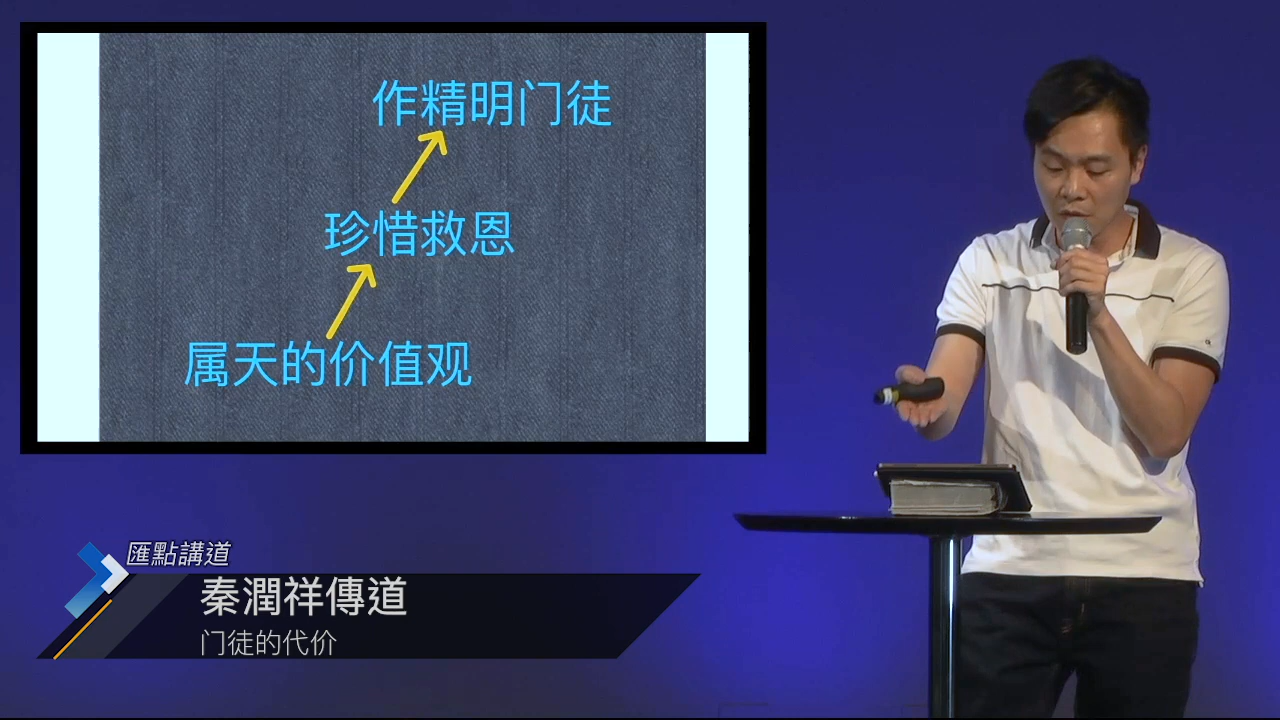 作精明门徒
珍惜救恩
属天的价值观
匯點講道
秦潤祥傳道
门徒的代价